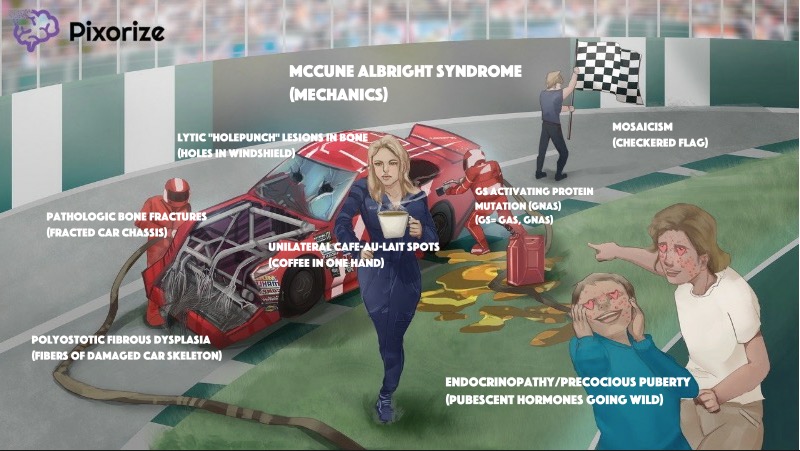 Pixorize
MCCUNE ALBRIGHT SYNDROME
(MECHANICS)
MOSAICISM
(CHECKERED FLAG)
LYTIC "HOLEPUNCH" LESIONS IN BONE
(HOLES IN WINDSHIELD)
GS ACTIVATING PROTEIN
MUTATION (GNAS)
(GS= GAS, GNAS)
PATHOLOGIC BONE FRACTURES
(FRACTED CAR CHASSIS)
UNILATERAL CAFE-AU-LAIT SPOTS
(COFFEE IN ONE HAND)
POLYOSTOTIC FIBROUS DYSPLASIA
(FIBERS OF DAMAGED CAR SKELETON)
ENDOCRINOPATHY/PRECOCIOUS PUBERTY
(PUBESCENT HORMONES GOING WILD)